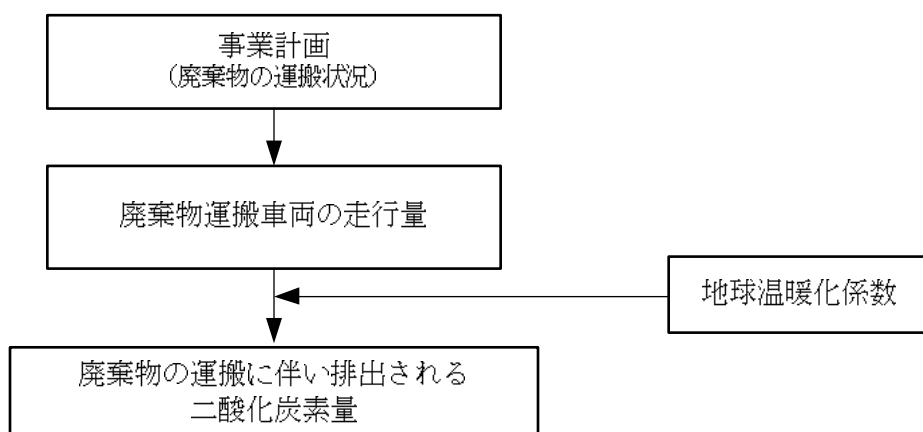 事業計画
(廃棄物の運搬状況)
廃棄物運搬車両の走行量
地球温暖化係数
廃棄物の運搬に伴い排出される
二酸化炭素量